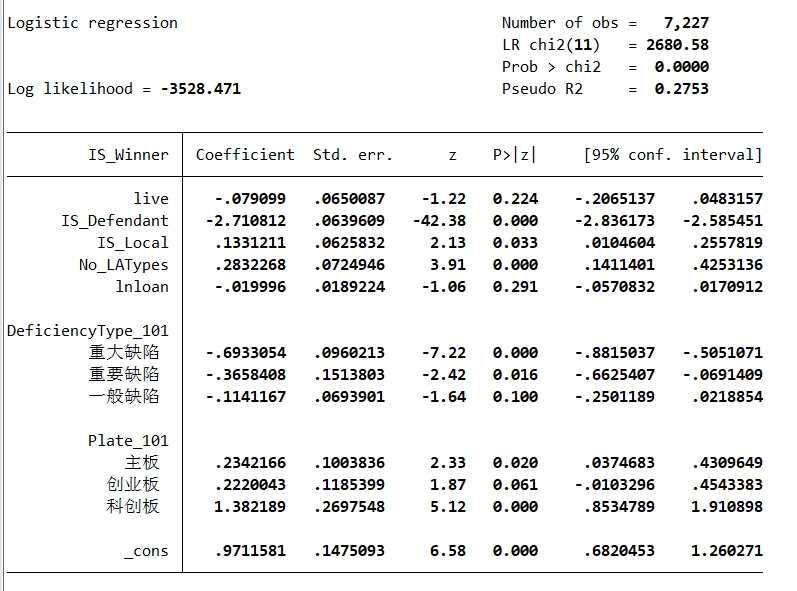 Logistic regression Number of obs = 7,227
LR chi2(11) = 2680.58
Prob > chi2 = 0.0000
Log likelihood = -3528.471 Pseudo R2 = 0.2753
IS_Winner Coefficient Std. err. z P>|z| [95% conf. interval]
live -.079099 .0650087 -1.22 0.224 -.2065137 .0483157
IS_Defendant -2.710812 .0639609 -42.38 0.000 -2.836173 -2.585451
IS_Local .1331211 .0625832 2.13 0.033 .0104604 .2557819
No_LATypes .2832268 .0724946 3.91 0.000 .1411401 .4253136
lnloan -.019996 .0189224 -1.06 0.291 -.0570832 .0170912
DeficiencyType_101
重大缺陷 -.6933054 .0960213 -7.22 0.000 -.8815037 -.5051071
重要缺陷 -.3658408 .1513803 -2.42 0.016 -.6625407 -.0691409
一般缺陷 -.1141167 .0693901 -1.64 0.100 -.2501189 .0218854
Plate_101
主板 .2342166 .1003836 2.33 0.020 .0374683 .4309649
创业板 .2220043 .1185399 1.87 0.061 -.0103296 .4543383
科创板 1.382189 .2697548 5.12 0.000 .8534789 1.910898
_cons .9711581 .1475093 6.58 0.000 .6820453 1.260271